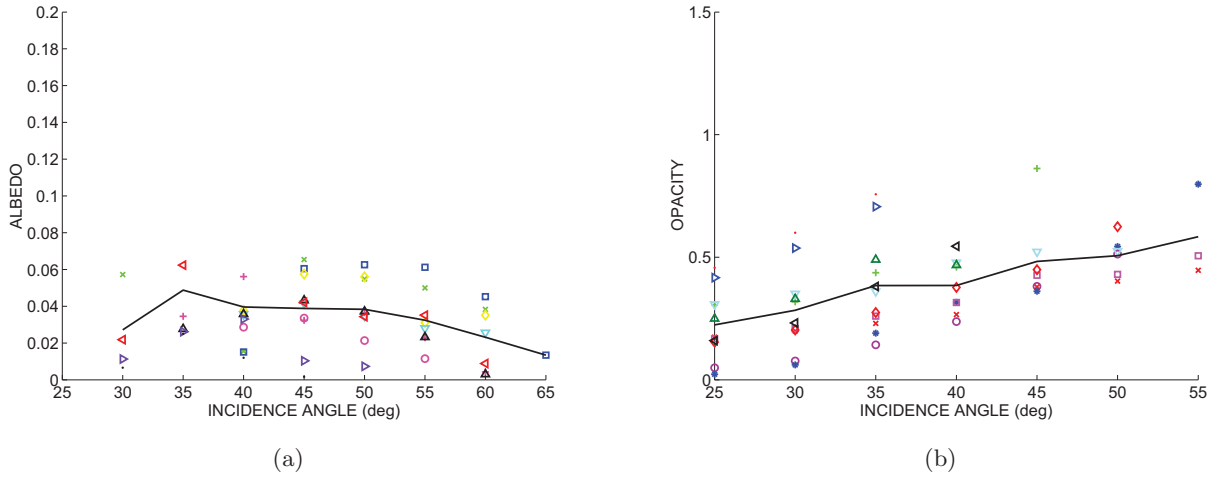 0.2
0.18
0.16
0.14
0.12
0.1
0.08
0.06
0.04
0.02
0
ALBEDO
25 30 35 40 45 50 55 60 65
INCIDENCE ANGLE (deg)
(a)
1.5
1
0.5
0
OPACITY
25 30 35 40 45 50 55
INCIDENCE ANGLE (deg)
(b)